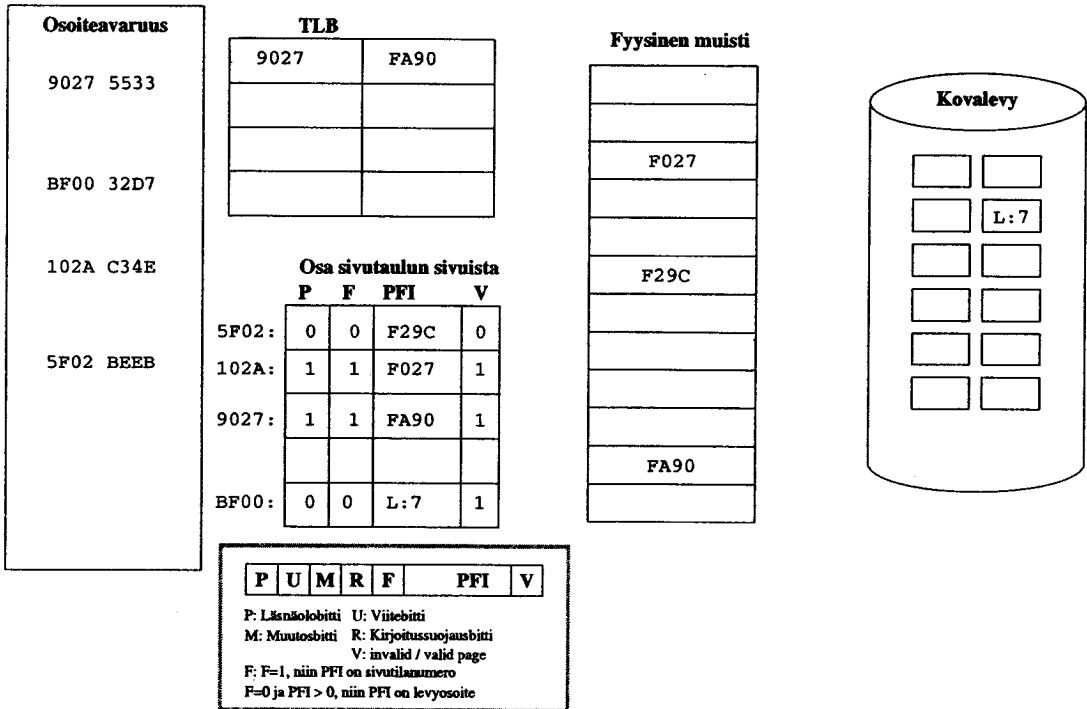 Osoiteavaruus
9027 5533
BF00 32D7
102A C34E
5F02 BEEB
TLB
9027 FA90
Osa sivutaulun sivuista
P F PFI V
5F02: 0 0 F29C 0
102A: 1 1 F027 1
9027: 1 1 FA90 1
BF00: 0 0 L:7 1
P U M R F PFI V
P: Läsnäolobitti U: Viitebitti
M: Muutosbitti R: Kirjoitussuojausbitti
V: invalid / valid page
F: F=1, niin PFI on sivutilanumero
F=0 ja PFI > 0, niin PFI on levyosoite
Fyysinen muisti
F027
F29C
FA90
Kovalevy
L:7